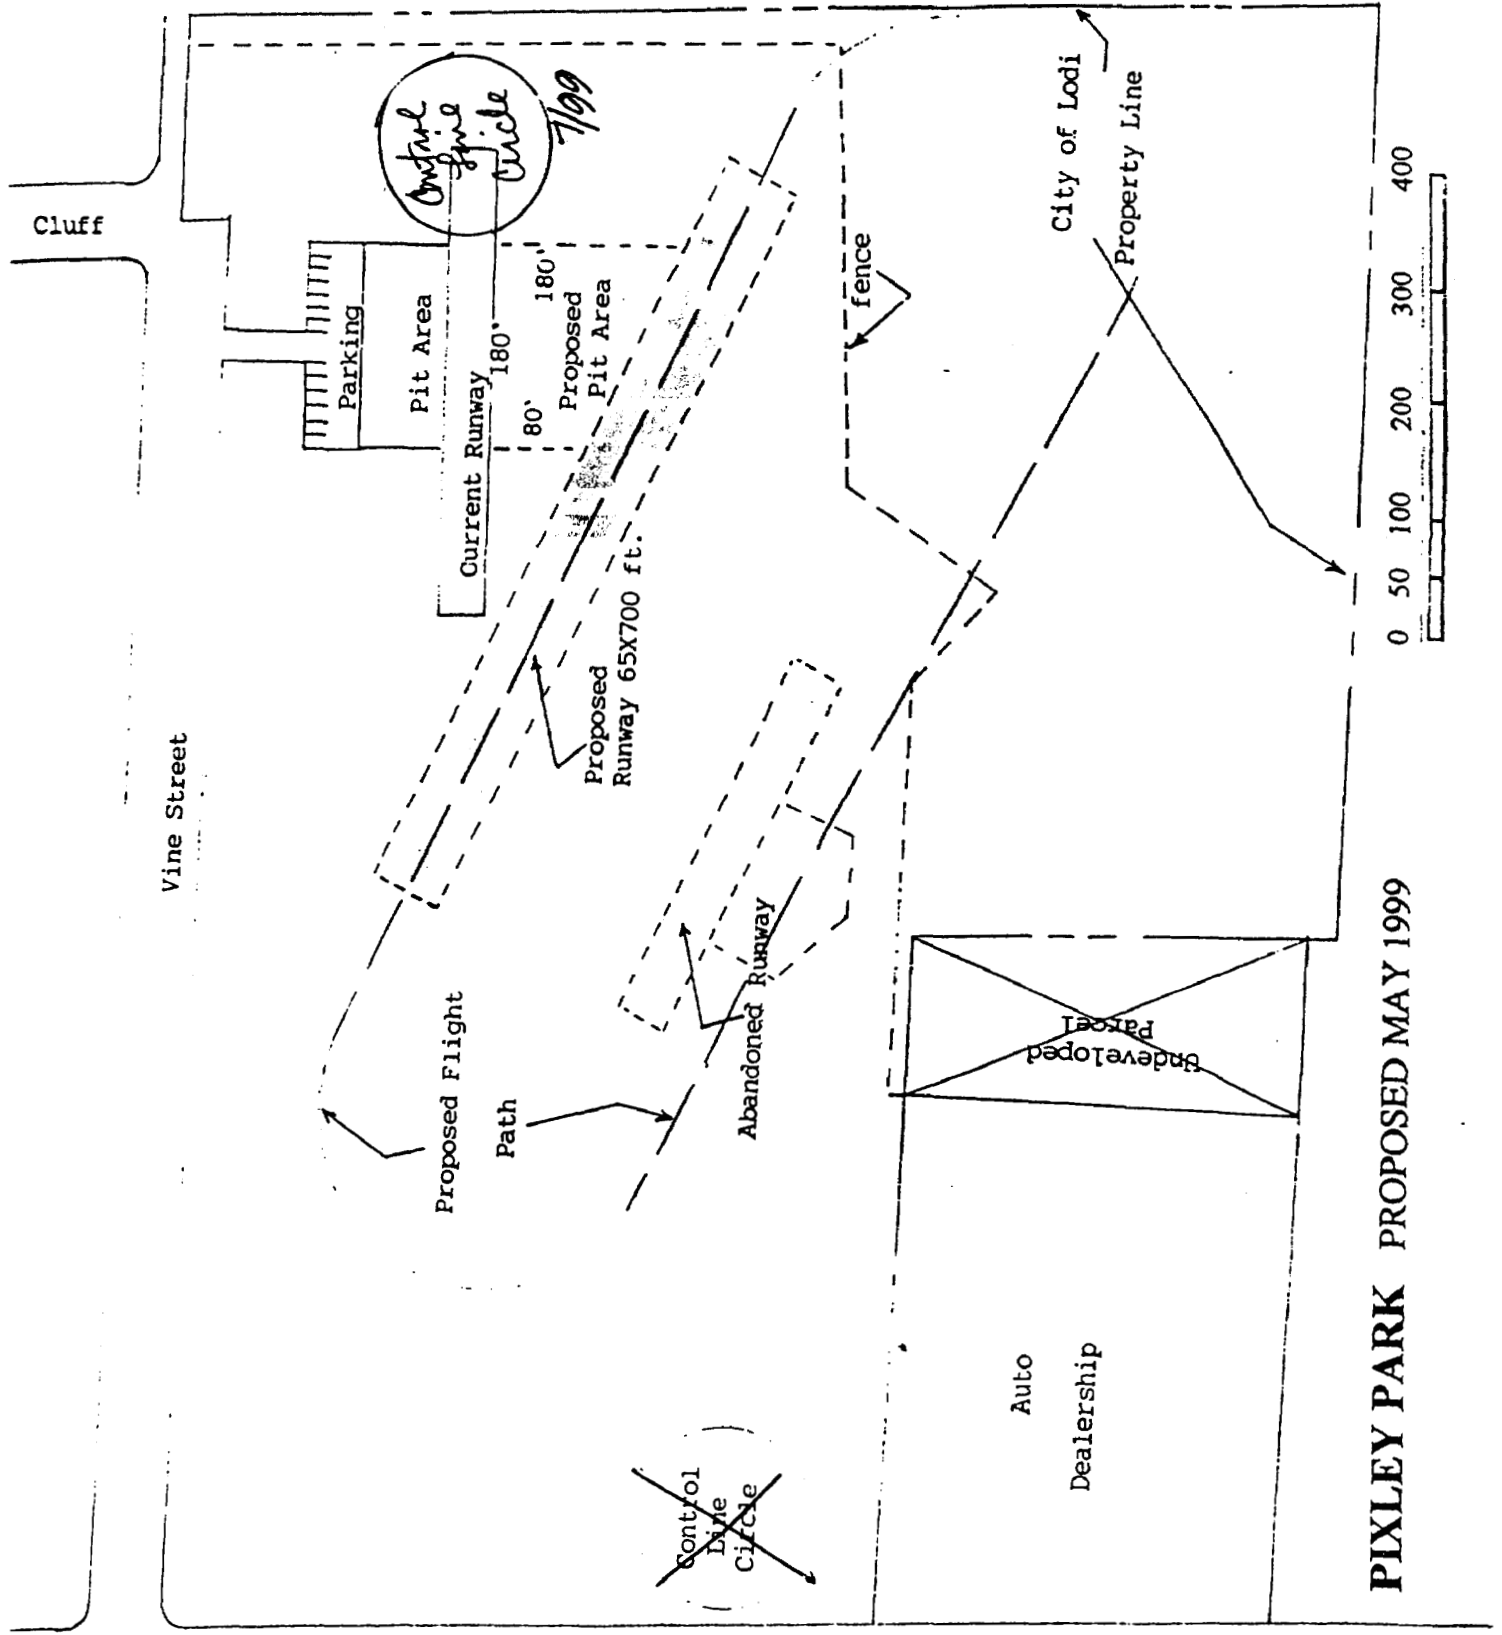 Cluff
Vine Street
Control
Line
Circle
7/99
Parking
Pit Area
Current Runway
180'
180'
80'
Proposed
Pit Area
Proposed
Runway 65X700 ft.
fence
City of Lodi
Property Line
Proposed Flight
Path
Abandoned Runway
Undeveloped
Parcel
Control
Line
Circle
Auto
Dealership
0 50 100 200 300 400
PIXLEY PARK PROPOSED MAY 1999